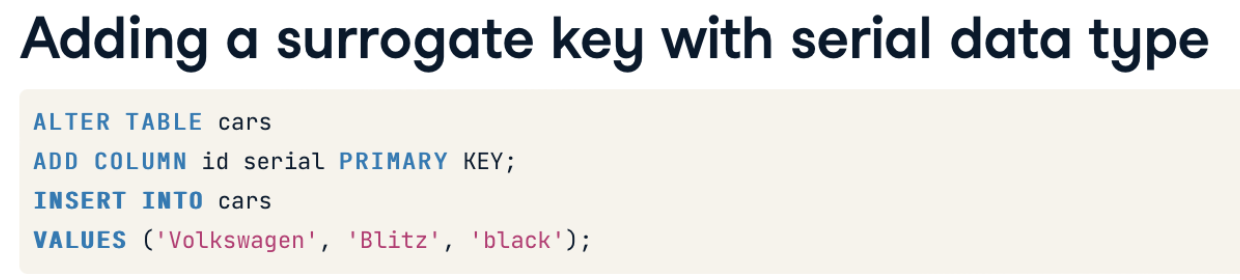 Adding a surrogate key with serial data type
ALTER TABLE cars
ADD COLUMN id serial PRIMARY KEY;
INSERT INTO cars
VALUES ('Volkswagen', 'Blitz', 'black');